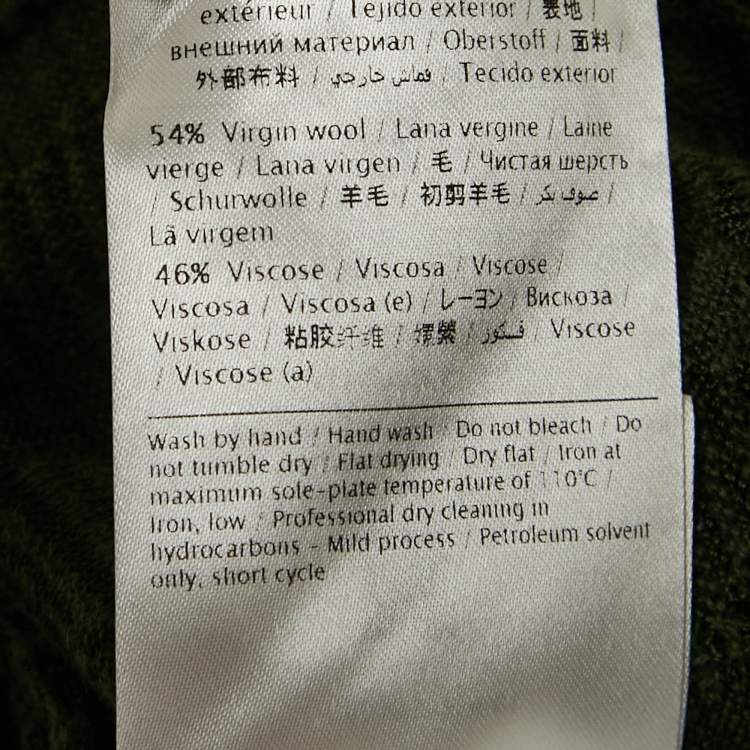 extérieur / Tejido exterior / 表地 /
внешний материал / Oberstoff / 面料 /
外部布料 / قماش خارجي / Tecido exterior
54% Virgin wool / Lana vergine / Laine
vierge / Lana virgen / 毛 / Чистая шерсть
/ Schurwolle / 羊毛 / 初剪羊毛 / صوف بكر /
Lã virgem
46% Viscose / Viscosa / Viscose /
Viscosa / Viscosa (e) / レーヨン / Вискоза /
Viskose / 粘胶纤维 / 嫘縈 / فسكوز / Viscose
/ Viscose (a)
Wash by hand / Hand wash / Do not bleach / Do
not tumble dry / Flat drying / Dry flat / Iron at
maximum sole-plate temperature of 110°C /
Iron, low / Professional dry cleaning in
hydrocarbons - Mild process / Petroleum solvent
only, short cycle